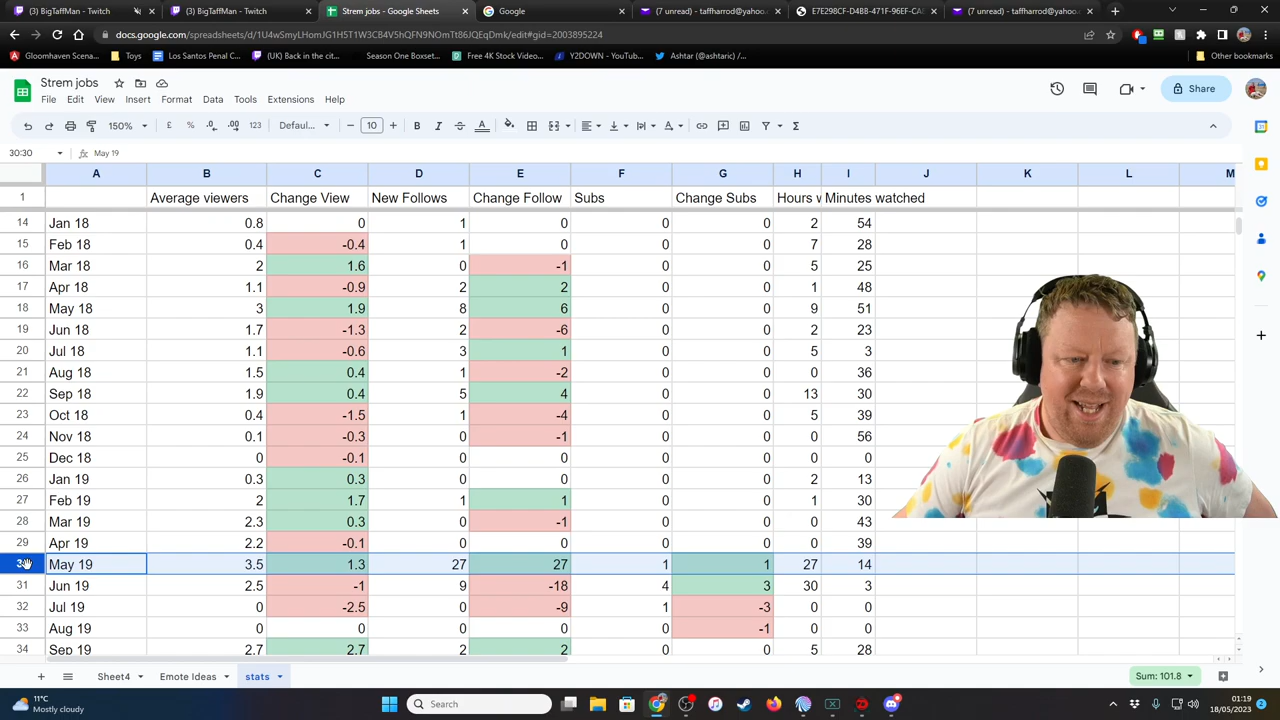 (3) BigTaffMan - Twitch
(3) BigTaffMan - Twitch
Strem jobs - Google Sheets
Google
(7 unread) - taffharrod@yahoo.
E7E298CF-D4BB-471F-96EF-CA5
(7 unread) - taffharrod@yahoo.
docs.google.com/spreadsheets/d/1U4wSmyLHomJG1H5T1W3CB4V5hQFN9NOmTt86JQEqDmk/edit#gid=2003895224
Gloomhaven Scena...
Toys
Los Santos Penal C...
(UK) Back in the cit...
Season One Boxset...
Free 4K Stock Video...
Y2DOWN - YouTube...
Ashtar (@ashtaric) /...
Other bookmarks
Strem jobs
File Edit View Insert Format Data Tools Extensions Help
Share
150% £ % .0 .00 123 Defaul... 10 B I A
30:30 May 19
A B C D E F G H I J K L M
1 Average viewers Change View New Follows Change Follow Subs Change Subs Hours w Minutes watched
14 Jan 18 0.8 0 1 0 0 0 2 54
15 Feb 18 0.4 -0.4 1 0 0 0 7 28
16 Mar 18 2 1.6 0 -1 0 0 5 25
17 Apr 18 1.1 -0.9 2 2 0 0 1 48
18 May 18 3 1.9 8 6 0 0 9 51
19 Jun 18 1.7 -1.3 2 -6 0 0 2 23
20 Jul 18 1.1 -0.6 3 1 0 0 5 3
21 Aug 18 1.5 0.4 1 -2 0 0 0 36
22 Sep 18 1.9 0.4 5 4 0 0 13 30
23 Oct 18 0.4 -1.5 1 -4 0 0 5 39
24 Nov 18 0.1 -0.3 0 -1 0 0 0 56
25 Dec 18 0 -0.1 0 0 0 0 0 0
26 Jan 19 0.3 0.3 0 0 0 0 2 13
27 Feb 19 2 1.7 1 1 0 0 1 30
28 Mar 19 2.3 0.3 0 -1 0 0 0 43
29 Apr 19 2.2 -0.1 0 0 0 0 0 39
May 19 3.5 1.3 27 27 1 1 27 14
31 Jun 19 2.5 -1 9 -18 4 3 30 3
32 Jul 19 0 -2.5 0 -9 1 -3 0 0
33 Aug 19 0 0 0 0 0 -1 0 0
34 Sep 19 2.7 2.7 2 2 0 0 5 28
Sheet4 Emote Ideas stats
Sum: 101.8
11°C
Mostly cloudy
Search
01:19
18/05/2023